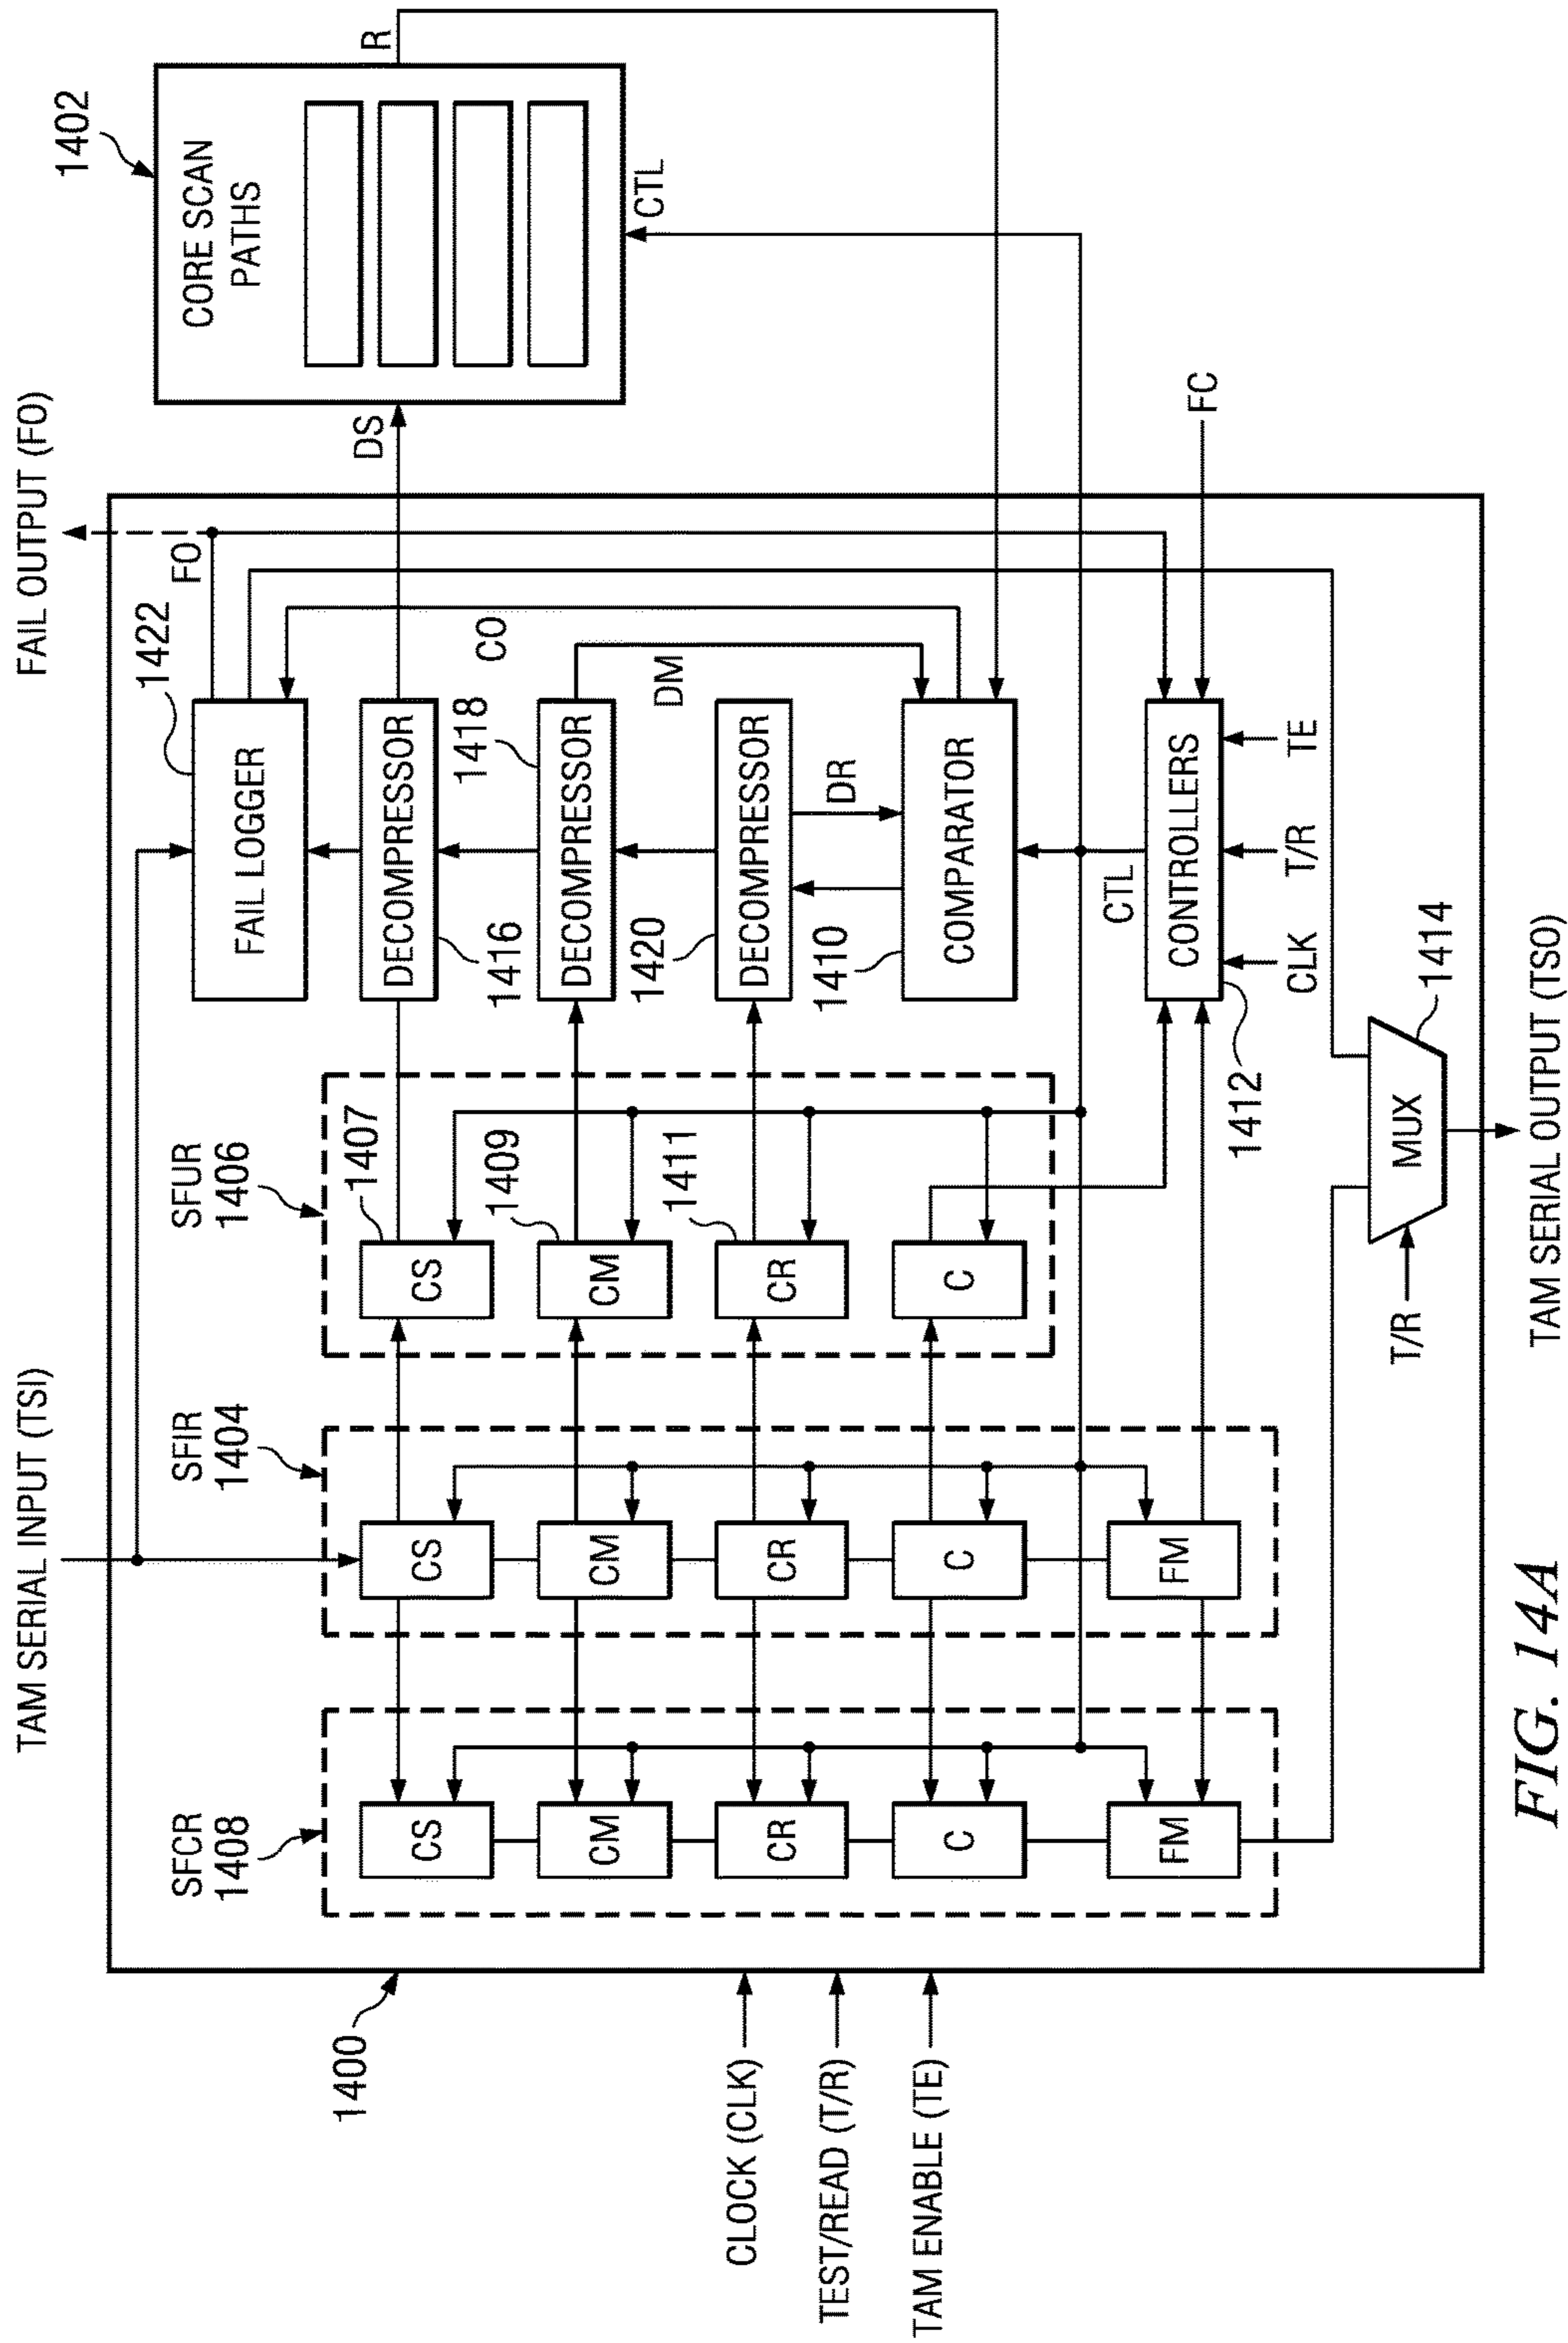 FAIL OUTPUT (FO)
TAM SERIAL INPUT (TSI)
1402
CORE SCAN
PATHS
R
DS
CTL
FO
1422
FAIL LOGGER
CO
DECOMPRESSOR
1416
1418
DECOMPRESSOR
DM
1420
DECOMPRESSOR
DR
1410
COMPARATOR
CTL
CONTROLLERS
1412
FC
CLK
T/R
TE
SFUR
1406
1407
CS
1409
CM
1411
CR
C
SFIR
1404
CS
CM
CR
C
FM
SFCR
1408
CS
CM
CR
C
FM
MUX
1414
T/R
1400
CLOCK (CLK)
TEST/READ (T/R)
TAM ENABLE (TE)
TAM SERIAL OUTPUT (TSO)
FIG. 14A